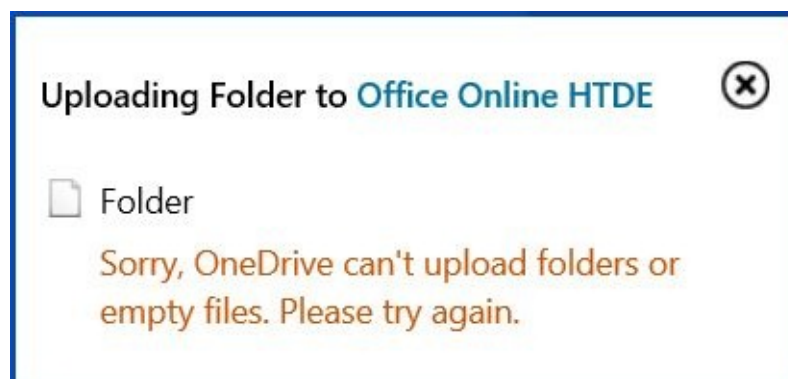 Uploading Folder to Office Online HTDE
Folder
Sorry, OneDrive can't upload folders or
empty files. Please try again.